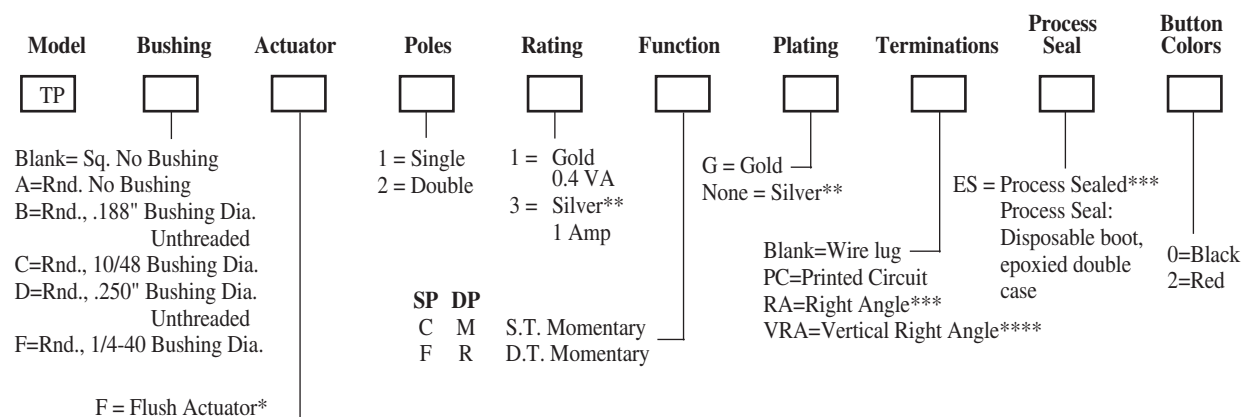 Model Bushing Actuator Poles Rating Function Plating Terminations Process Seal Button Colors
TP
Blank= Sq. No Bushing
A=Rnd. No Bushing
B=Rnd., .188" Bushing Dia.
Unthreaded
C=Rnd., 10/48 Bushing Dia.
D=Rnd., .250" Bushing Dia.
Unthreaded
F=Rnd., 1/4-40 Bushing Dia.
F = Flush Actuator*
1 = Single
2 = Double
1 = Gold
0.4 VA
3 = Silver**
1 Amp
SP DP
C M S.T. Momentary
F R D.T. Momentary
G = Gold
None = Silver**
Blank=Wire lug
PC=Printed Circuit
RA=Right Angle***
VRA=Vertical Right Angle****
ES = Process Sealed***
Process Seal:
Disposable boot,
epoxied double
case
0=Black
2=Red